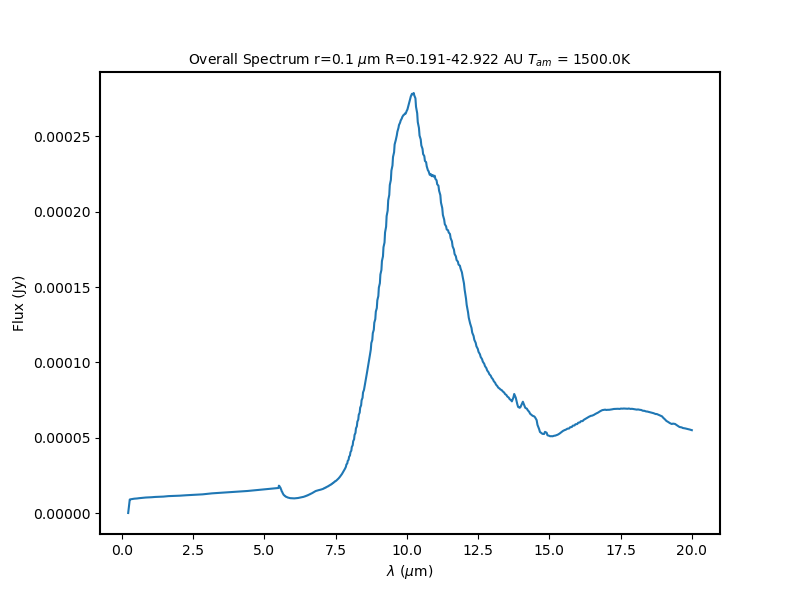 Overall Spectrum r=0.1 μm R=0.191-42.922 AU T_am = 1500.0K
Flux (Jy)
0.00025
0.00020
0.00015
0.00010
0.00005
0.00000
0.0 2.5 5.0 7.5 10.0 12.5 15.0 17.5 20.0
λ (μm)